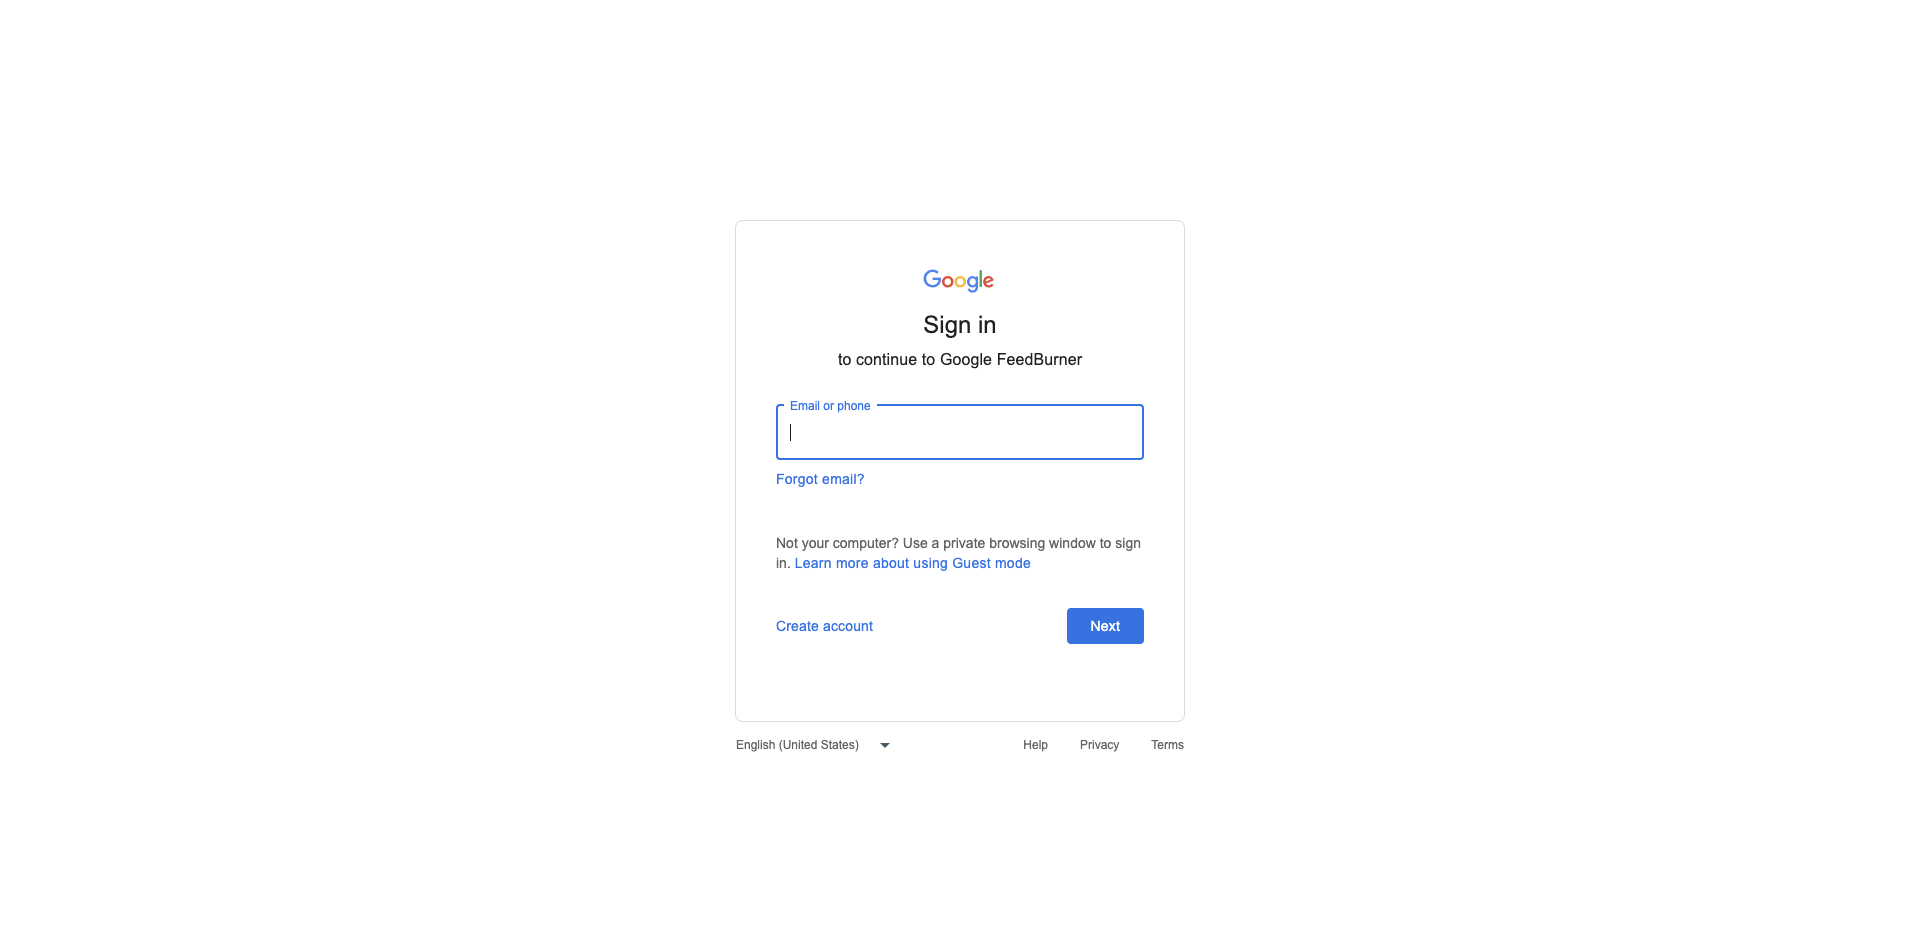 Google
Sign in
to continue to Google FeedBurner
Email or phone
Forgot email?
Not your computer? Use a private browsing window to sign
in. Learn more about using Guest mode
Create account
Next
English (United States)
Help
Privacy
Terms